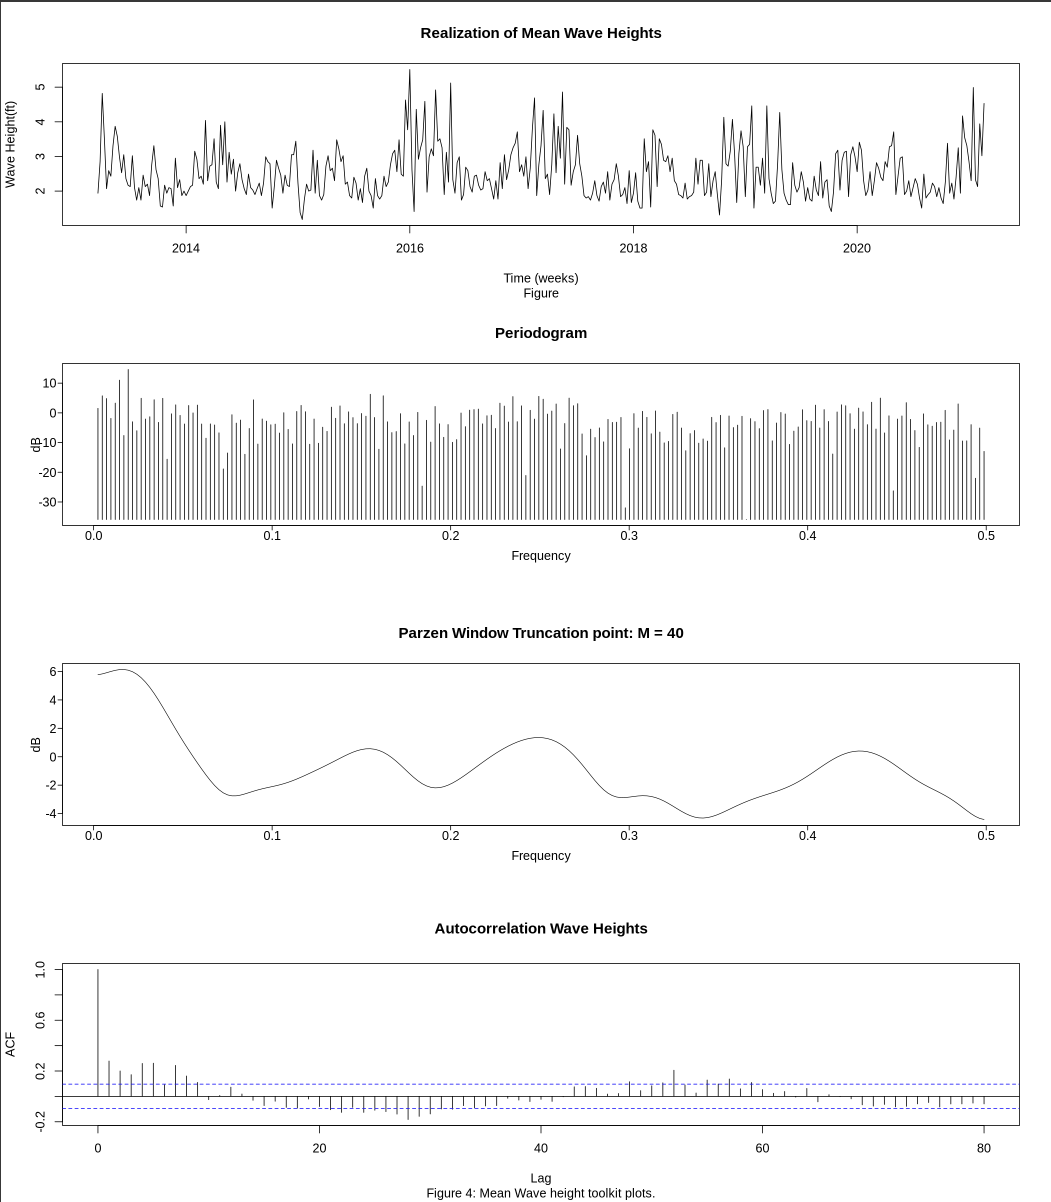 Realization of Mean Wave Heights
Wave Height(ft)
5
4
3
2
2014 2016 2018 2020
Time (weeks)
Figure
Periodogram
dB
10
0
-10
-20
-30
0.0 0.1 0.2 0.3 0.4 0.5
Frequency
Parzen Window Truncation point: M = 40
dB
6
4
2
0
-2
-4
0.0 0.1 0.2 0.3 0.4 0.5
Frequency
Autocorrelation Wave Heights
ACF
1.0
0.6
0.2
-0.2
0 20 40 60 80
Lag
Figure 4: Mean Wave height toolkit plots.